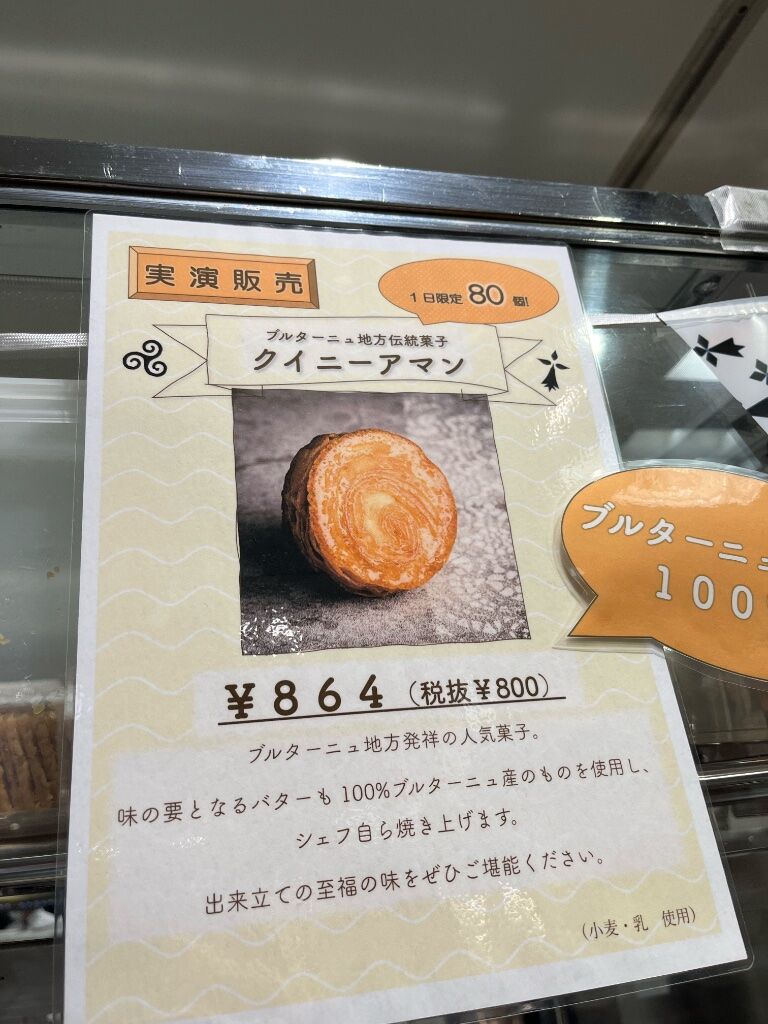 実演販売
1日限定 80 個!
ブルターニュ地方伝統菓子
クイニーアマン
ブルターニュ
100
¥864 (税抜¥800)
ブルターニュ地方発祥の人気菓子。
味の要となるバターも 100%ブルターニュ産のものを使用し、
シェフ自ら焼き上げます。
出来立ての至福の味をぜひご堪能ください。
(小麦・乳 使用)